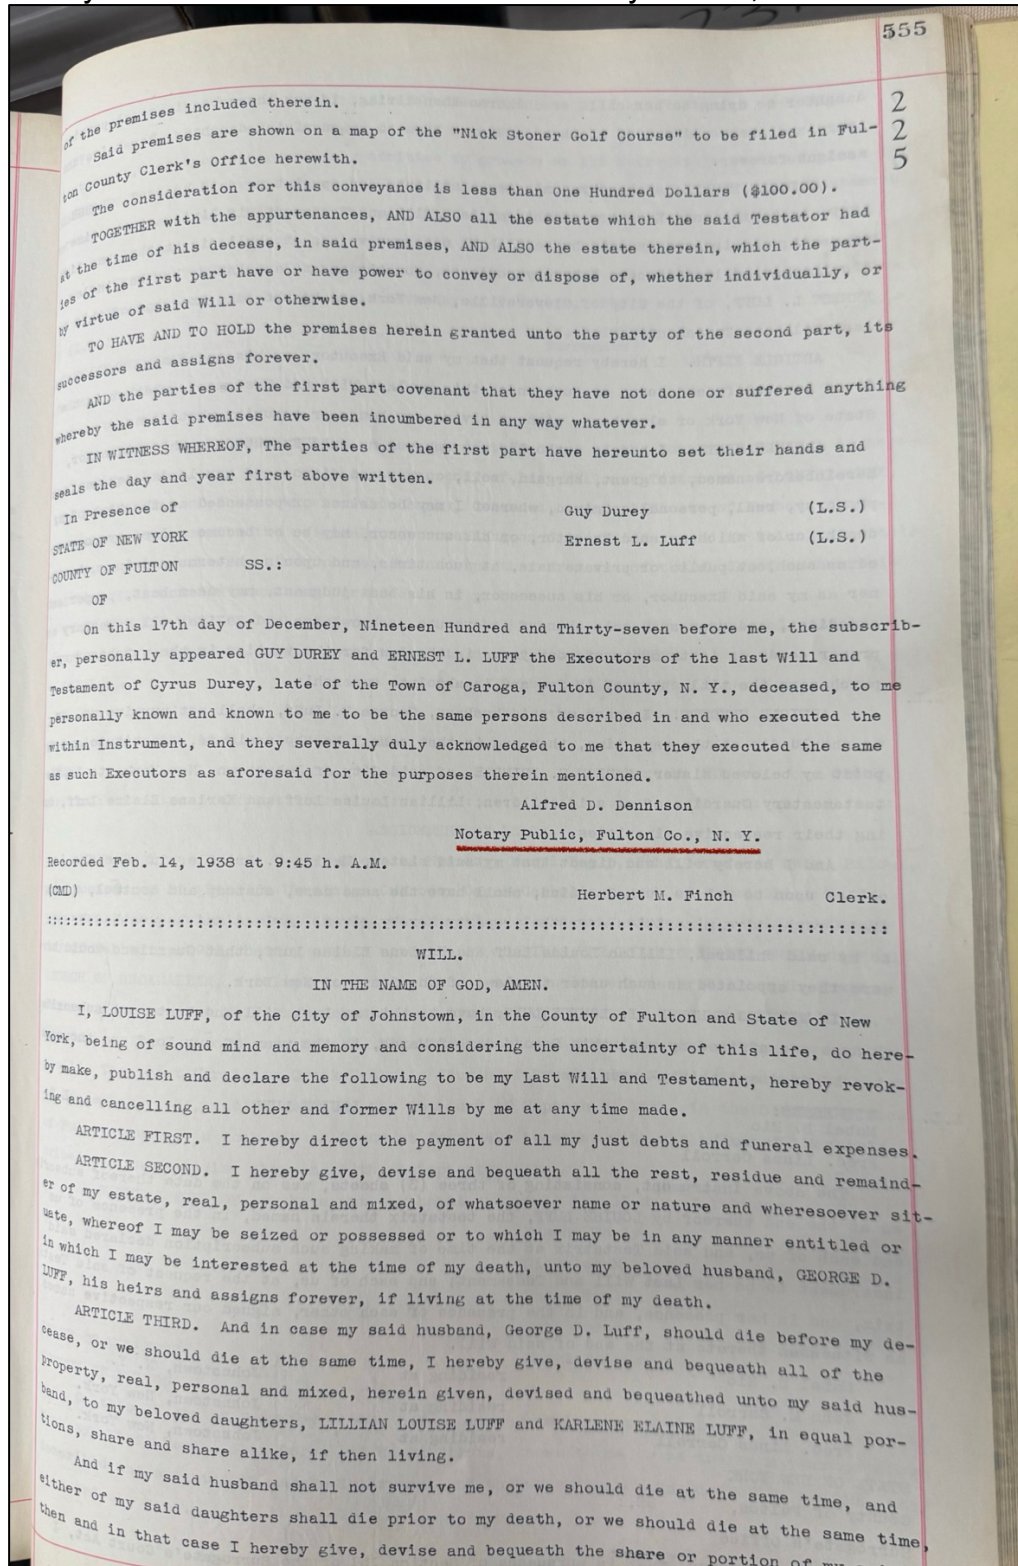 555
2
2
5
of the premises included therein.
Said premises are shown on a map of the "Nick Stoner Golf Course" to be filed in Ful-
ton County Clerk's Office herewith.
The consideration for this conveyance is less than One Hundred Dollars ($100.00).
TOGETHER with the appurtenances, AND ALSO all the estate which the said Testator had
at the time of his decease, in said premises, AND ALSO the estate therein, which the part-
ies of the first part have or have power to convey or dispose of, whether individually, or
by virtue of said Will or otherwise.
TO HAVE AND TO HOLD the premises herein granted unto the party of the second part, its
successors and assigns forever.
AND the parties of the first part covenant that they have not done or suffered anything
whereby the said premises have been incumbered in any way whatever.
IN WITNESS WHEREOF, The parties of the first part have hereunto set their hands and
seals the day and year first above written.
In Presence of Guy Durey (L.S.)
STATE OF NEW YORK Ernest L. Luff (L.S.)
COUNTY OF FULTON SS.:
OF
On this 17th day of December, Nineteen Hundred and Thirty-seven before me, the subscrib-
er, personally appeared GUY DUREY and ERNEST L. LUFF the Executors of the last Will and
Testament of Cyrus Durey, late of the Town of Caroga, Fulton County, N. Y., deceased, to me
personally known and known to me to be the same persons described in and who executed the
within Instrument, and they severally duly acknowledged to me that they executed the same
as such Executors as aforesaid for the purposes therein mentioned.
Alfred D. Dennison
Notary Public, Fulton Co., N. Y.
Recorded Feb. 14, 1938 at 9:45 h. A.M.
(CMD) Herbert M. Finch Clerk.
::::::::::::::::::::::::::::::::::::::::::::::::::::::::::::::::::::::::::::::::::::
WILL.
IN THE NAME OF GOD, AMEN.
I, LOUISE LUFF, of the City of Johnstown, in the County of Fulton and State of New
York, being of sound mind and memory and considering the uncertainty of this life, do here-
by make, publish and declare the following to be my Last Will and Testament, hereby revok-
ing and cancelling all other and former Wills by me at any time made.
ARTICLE FIRST. I hereby direct the payment of all my just debts and funeral expenses.
ARTICLE SECOND. I hereby give, devise and bequeath all the rest, residue and remaind-
er of my estate, real, personal and mixed, of whatsoever name or nature and wheresoever sit-
uate, whereof I may be seized or possessed or to which I may be in any manner entitled or
in which I may be interested at the time of my death, unto my beloved husband, GEORGE D.
LUFF, his heirs and assigns forever, if living at the time of my death.
ARTICLE THIRD. And in case my said husband, George D. Luff, should die before my de-
cease, or we should die at the same time, I hereby give, devise and bequeath all of the
property, real, personal and mixed, herein given, devised and bequeathed unto my said hus-
band, to my beloved daughters, LILLIAN LOUISE LUFF and KARLENE ELAINE LUFF, in equal por-
tions, share and share alike, if then living.
And if my said husband shall not survive me, or we should die at the same time, and
either of my said daughters shall die prior to my death, or we should die at the same time,
then and in that case I hereby give, devise and bequeath the share or portion of